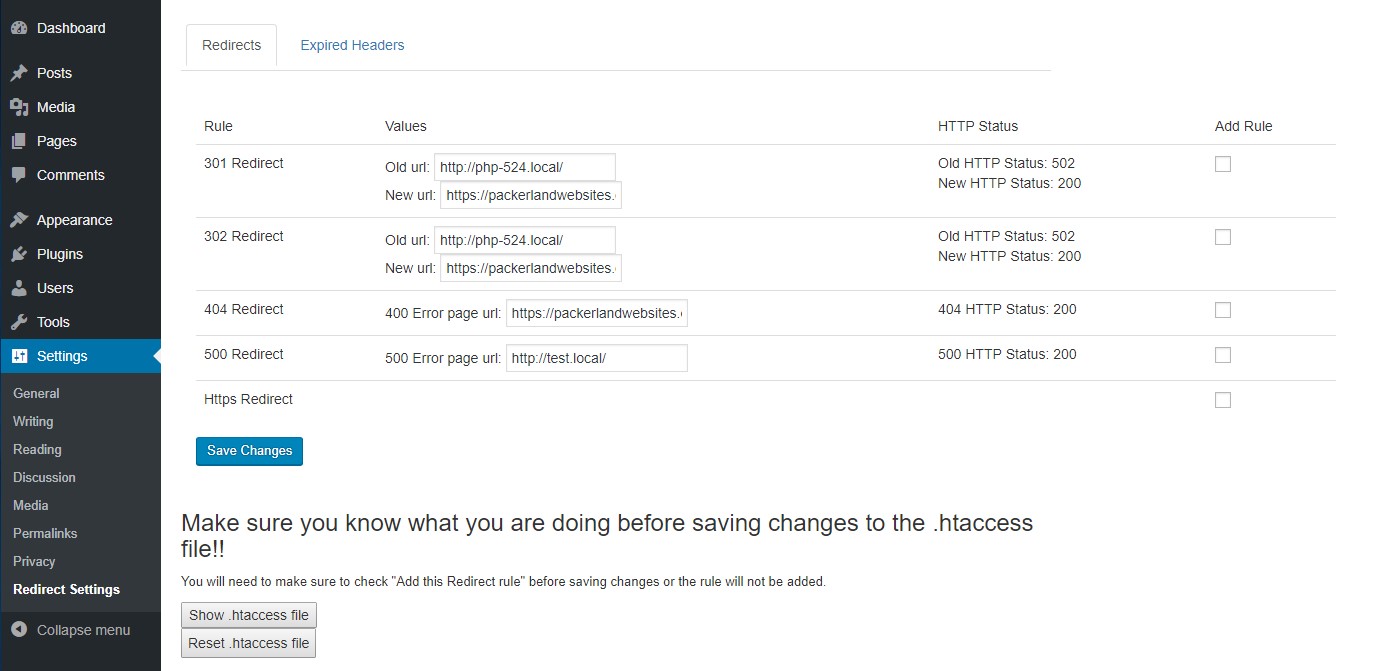 Dashboard
Posts
Media
Pages
Comments
Appearance
Plugins
Users
Tools
Settings
General
Writing
Reading
Discussion
Media
Permalinks
Privacy
Redirect Settings
Collapse menu
Redirects Expired Headers
Rule Values HTTP Status Add Rule
301 Redirect Old url: http://php-524.local/ Old HTTP Status: 502
New url: https://packerlandwebsites. New HTTP Status: 200
302 Redirect Old url: http://php-524.local/ Old HTTP Status: 502
New url: https://packerlandwebsites. New HTTP Status: 200
404 Redirect 400 Error page url: https://packerlandwebsites. 404 HTTP Status: 200
500 Redirect 500 Error page url: http://test.local/ 500 HTTP Status: 200
Https Redirect
Save Changes
Make sure you know what you are doing before saving changes to the .htaccess
file!!
You will need to make sure to check "Add this Redirect rule" before saving changes or the rule will not be added.
Show .htaccess file
Reset .htaccess file